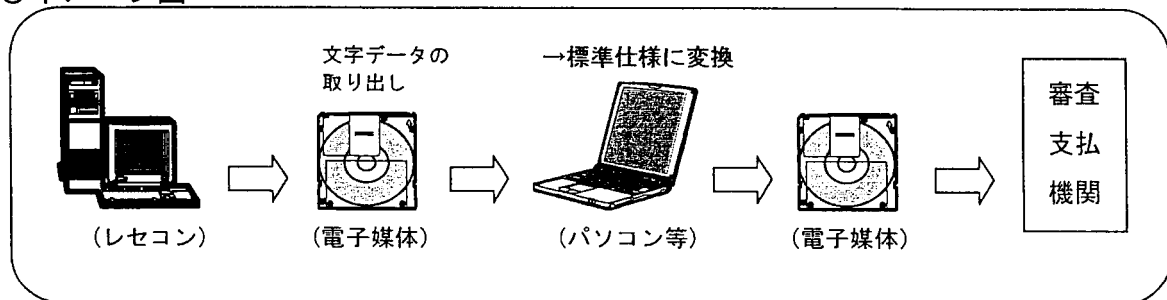 文字データの
取り出し
→標準仕様に変換
審査
支払
機関
(レセコン)
(電子媒体)
(パソコン等)
(電子媒体)